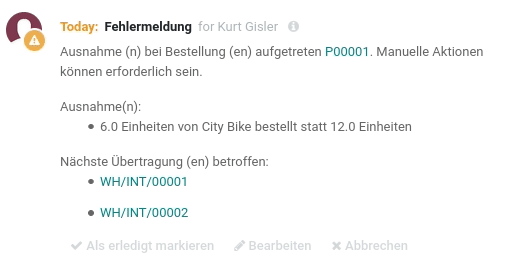 Today: Fehlermeldung for Kurt Gisler
Ausnahme (n) bei Bestellung (en) aufgetreten P00001. Manuelle Aktionen
können erforderlich sein.
Ausnahme(n):
• 6.0 Einheiten von City Bike bestellt statt 12.0 Einheiten
Nächste Übertragung (en) betroffen:
• WH/INT/00001
• WH/INT/00002
Als erledigt markieren Bearbeiten Abbrechen